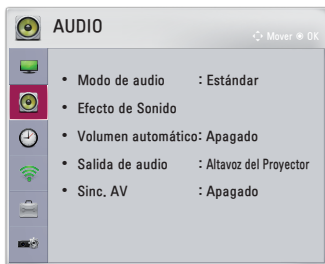 AUDIO
Mover OK
• Modo de audio : Estándar
• Efecto de Sonido
• Volumen automático: Apagado
• Salida de audio : Altavoz del Proyector
• Sinc. AV : Apagado